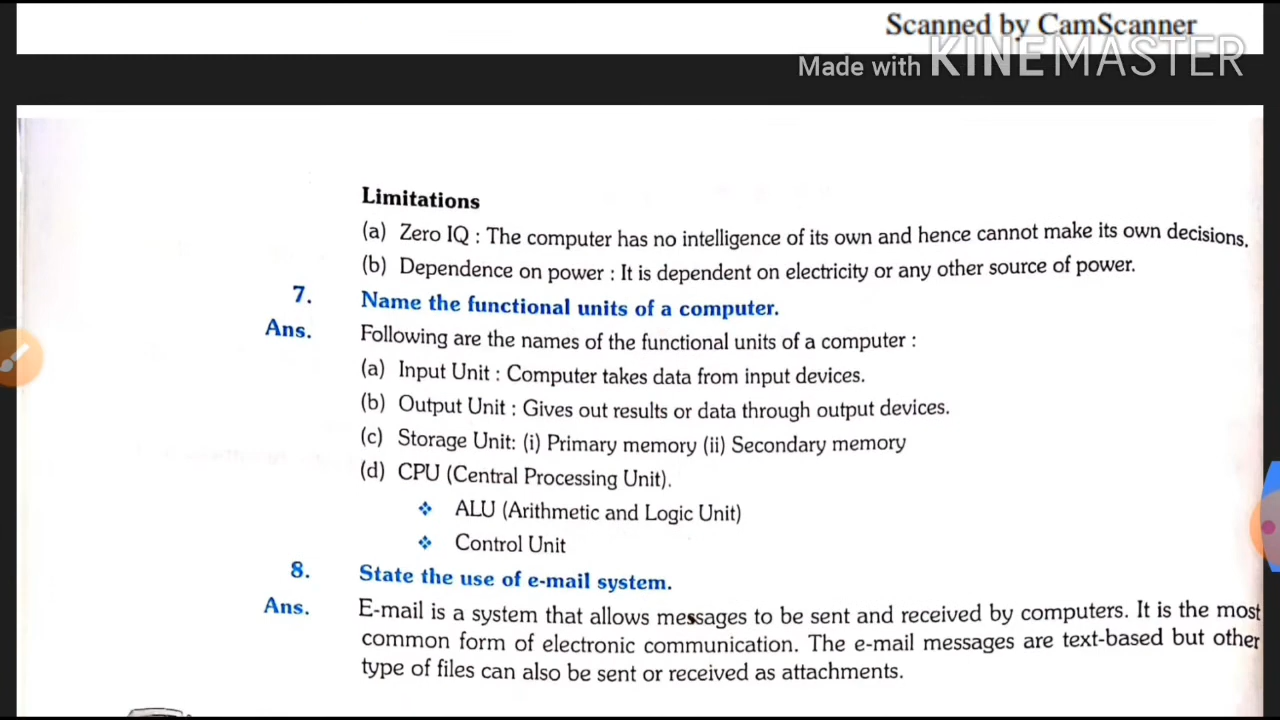 Scanned by CamScanner
Made with KINEMASTER
Limitations
(a) Zero IQ : The computer has no intelligence of its own and hence cannot make its own decisions.
(b) Dependence on power : It is dependent on electricity or any other source of power.
7. Name the functional units of a computer.
Ans. Following are the names of the functional units of a computer :
(a) Input Unit : Computer takes data from input devices.
(b) Output Unit : Gives out results or data through output devices.
(c) Storage Unit: (i) Primary memory (ii) Secondary memory
(d) CPU (Central Processing Unit).
❖ ALU (Arithmetic and Logic Unit)
❖ Control Unit
8. State the use of e-mail system.
Ans. E-mail is a system that allows messages to be sent and received by computers. It is the most
common form of electronic communication. The e-mail messages are text-based but other
type of files can also be sent or received as attachments.